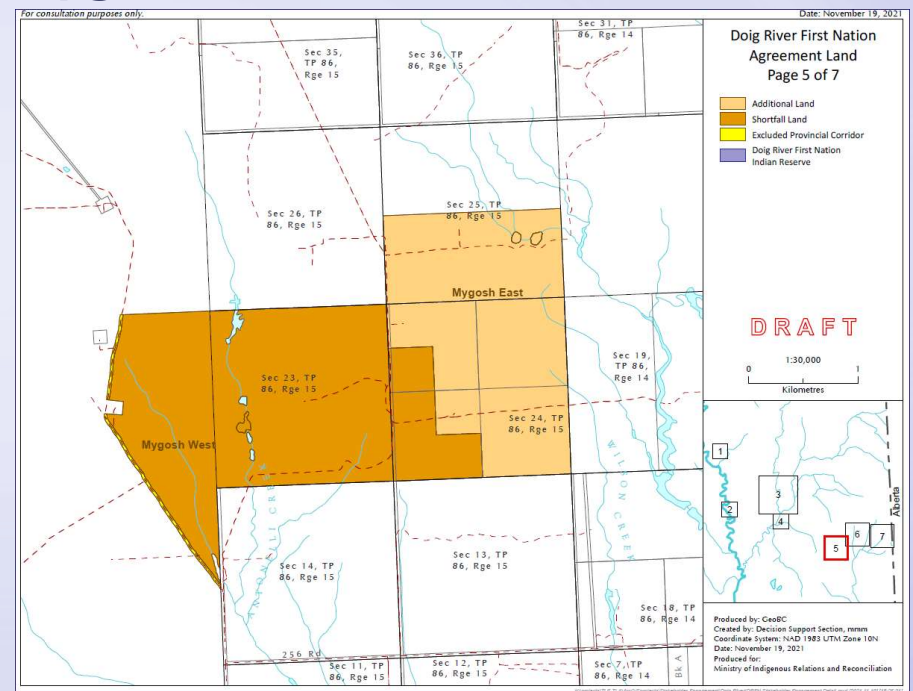 For consultation purposes only.
Date: November 19, 2021
Doig River First Nation
Agreement Land
Page 5 of 7
Additional Land
Shortfall Land
Excluded Provincial Corridor
Doig River First Nation
Indian Reserve
Sec 31, TP
86, Rge 14
Sec 35,
TP 86,
Rge 15
Sec 36, TP
86, Rge 15
Sec 25, TP
86, Rge 15
Sec 26, TP
86, Rge 15
Mygosh East
Sec 19,
TP 86,
Rge 14
Sec 23, TP
86, Rge 15
Sec 24, TP
86, Rge 15
Mygosh West
WILSON CREEK
ANTONELLI CREEK
Sec 13, TP
86, Rge 15
Sec 14, TP
86, Rge 15
Sec 18, TP
86, Rge 14
256 Rd
Sec 11, TP
86, Rge 15
Sec 12, TP
86, Rge 15
Sec 7, TP
86, Rge 14
Bk A
DRAFT
1:30,000
0 1
Kilometres
1
2
3
4
5
6
7
Alberta
Produced by: GeoBC
Created by: Decision Support Section, mmm
Coordinate System: NAD 1983 UTM Zone 10N
Date: November 19, 2021
Produced for:
Ministry of Indigenous Relations and Reconciliation